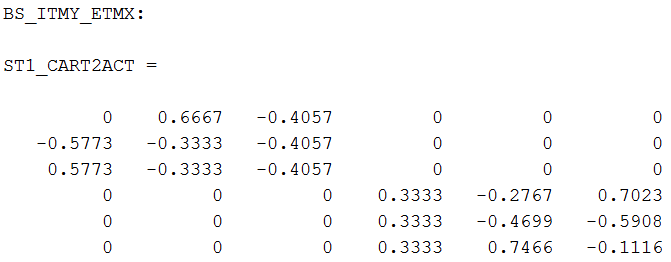 BS_ITMY_ETMX:
ST1_CART2ACT =
0 0.6667 -0.4057 0 0 0
-0.5773 -0.3333 -0.4057 0 0 0
0.5773 -0.3333 -0.4057 0 0 0
0 0 0 0.3333 -0.2767 0.7023
0 0 0 0.3333 -0.4699 -0.5908
0 0 0 0.3333 0.7466 -0.1116